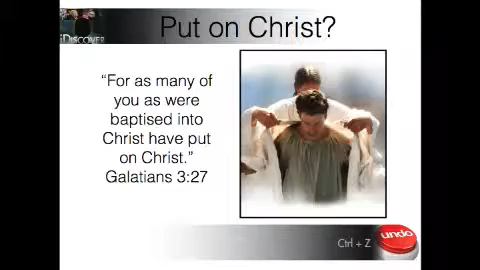 iDiscover
Put on Christ?
“For as many of
you as were
baptised into
Christ have put
on Christ.”
Galatians 3:27
Ctrl + Z
undo